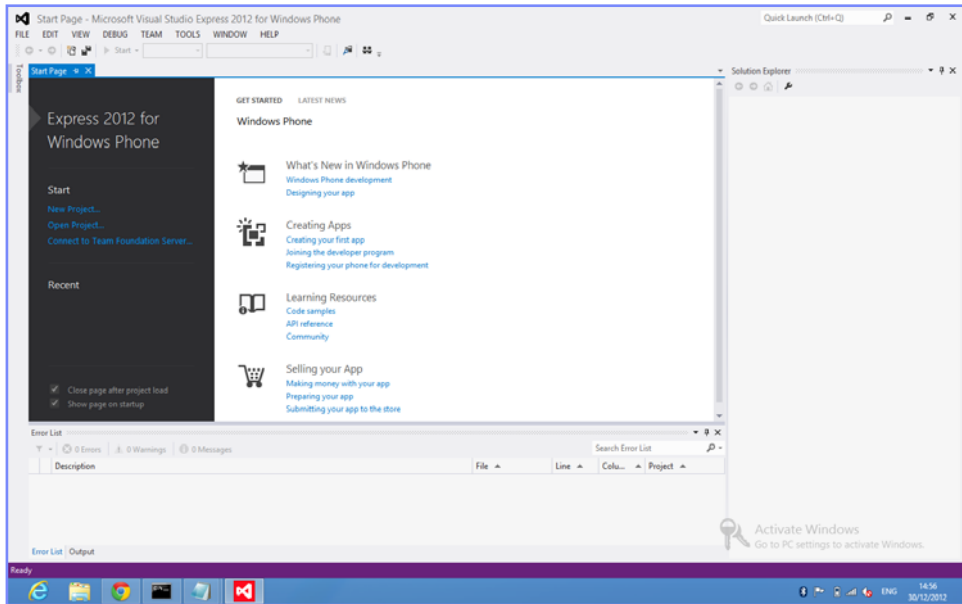 Start Page - Microsoft Visual Studio Express 2012 for Windows Phone
Quick Launch (Ctrl+Q)
FILE EDIT VIEW DEBUG TEAM TOOLS WINDOW HELP
Start
Toolbox
Start Page
Solution Explorer
Express 2012 for
Windows Phone
Start
New Project...
Open Project...
Connect to Team Foundation Server...
Recent
Close page after project load
Show page on startup
GET STARTED LATEST NEWS
Windows Phone
What's New in Windows Phone
Windows Phone development
Designing your app
Creating Apps
Creating your first app
Joining the developer program
Registering your phone for development
Learning Resources
Code samples
API reference
Community
Selling your App
Making money with your app
Preparing your app
Submitting your app to the store
Error List
0 Errors 0 Warnings 0 Messages
Search Error List
Description File Line Colu... Project
Error List Output
Activate Windows
Go to PC settings to activate Windows.
Ready
ENG
14:56
30/12/2012